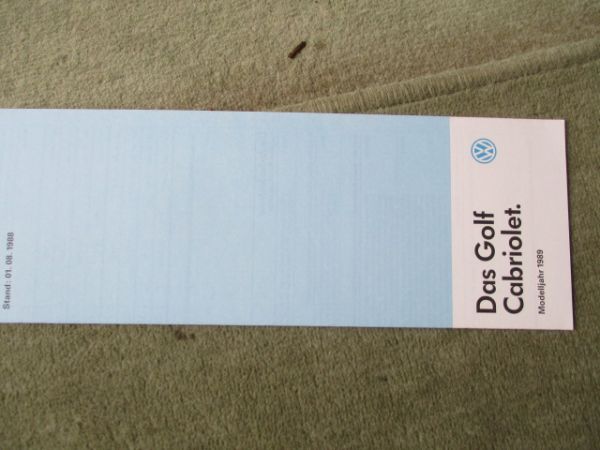 Das Golf
Cabriolet.
Modelljahr 1989
Stand: 01. 08. 1988